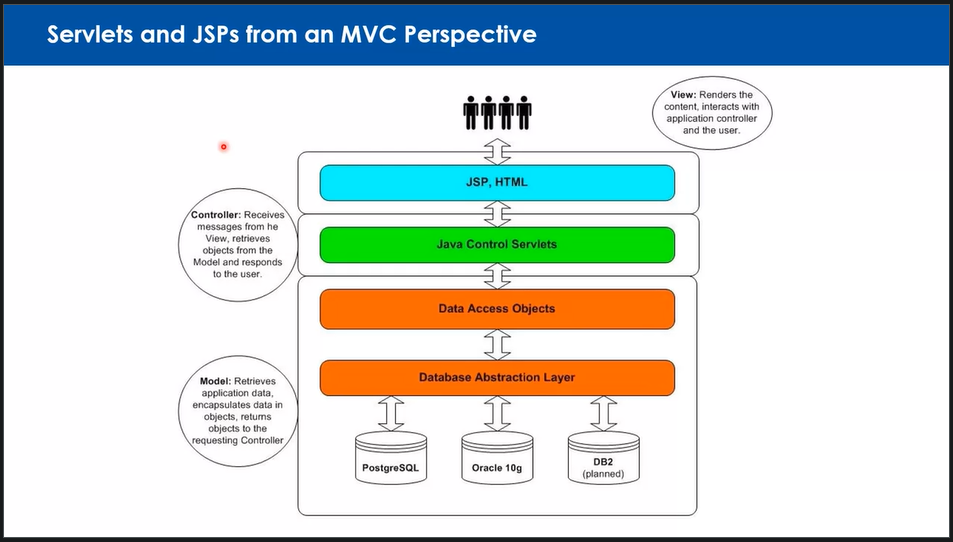 Servlets and JSPs from an MVC Perspective
View: Renders the
content, interacts with
application controller
and the user.
JSP, HTML
Controller: Receives
messages from he
View, retrieves
objects from the
Model and responds
to the user.
Java Control Servlets
Data Access Objects
Database Abstraction Layer
Model: Retrieves
application data,
encapsulates data in
objects, returns
objects to the
requesting Controller
PostgreSQL
Oracle 10g
DB2
(planned)